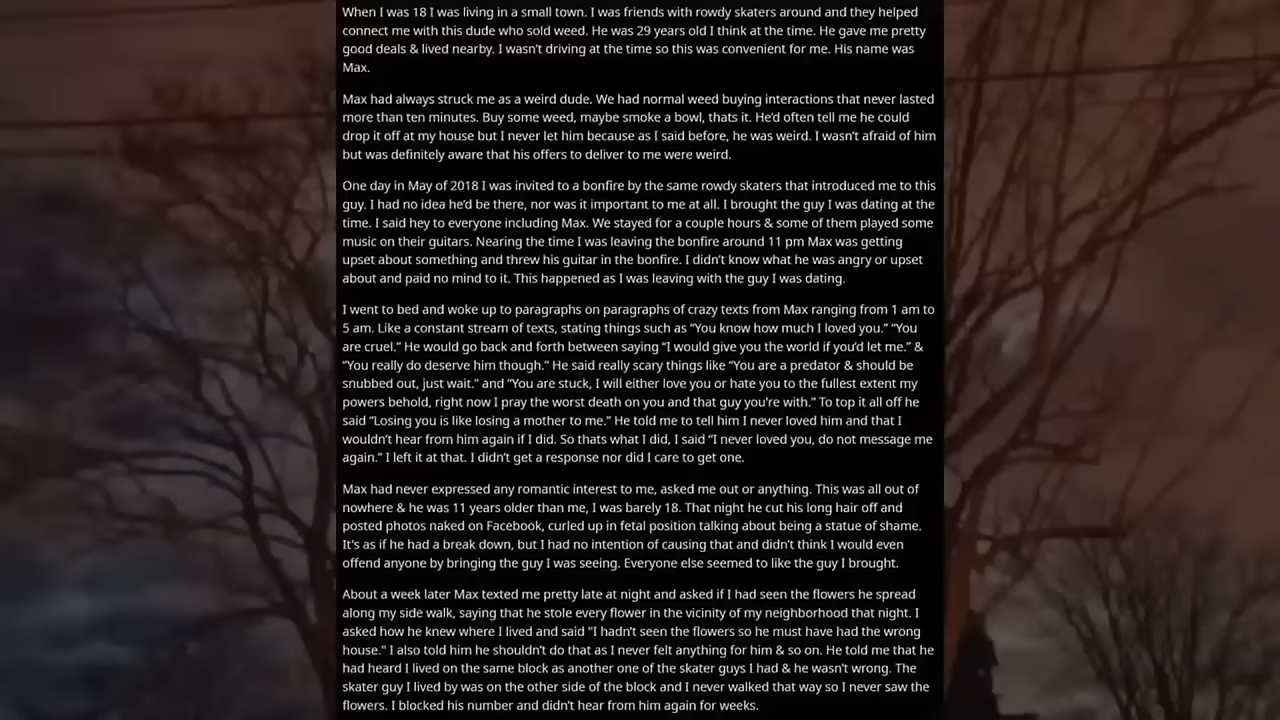 When I was 18 I was living in a small town. I was friends with rowdy skaters around and they helped
connect me with this dude who sold weed. He was 29 years old I think at the time. He gave me pretty
good deals & lived nearby. I wasn't driving at the time so this was convenient for me. His name was
Max.
Max had always struck me as a weird dude. We had normal weed buying interactions that never lasted
more than ten minutes. Buy some weed, maybe smoke a bowl, thats it. He'd often tell me he could
drop it off at my house but I never let him because as I said before, he was weird. I wasn't afraid of him
but was definitely aware that his offers to deliver to me were weird.
One day in May of 2018 I was invited to a bonfire by the same rowdy skaters that introduced me to this
guy. I had no idea he'd be there, nor was it important to me at all. I brought the guy I was dating at the
time. I said hey to everyone including Max. We stayed for a couple hours & some of them played some
music on their guitars. Nearing the time I was leaving the bonfire around 11 pm Max was getting
upset about something and threw his guitar in the bonfire. I didn't know what he was angry or upset
about and paid no mind to it. This happened as I was leaving with the guy I was dating.
I went to bed and woke up to paragraphs on paragraphs of crazy texts from Max ranging from 1 am to
5 am. Like a constant stream of texts, stating things such as "You know how much I loved you." "You
are cruel." He would go back and forth between saying "I would give you the world if you'd let me." &
"You really do deserve him though." He said really scary things like "You are a predator & should be
snubbed out, just wait." and "You are stuck, I will either love you or hate you to the fullest extent my
powers behold, right now I pray the worst death on you and that guy you're with." To top it all off he
said "Losing you is like losing a mother to me." He told me to tell him I never loved him and that I
wouldn't hear from him again if I did. So thats what I did, I said "I never loved you, do not message me
again." I left it at that. I didn't get a response nor did I care to get one.
Max had never expressed any romantic interest to me, asked me out or anything. This was all out of
nowhere & he was 11 years older than me, I was barely 18. That night he cut his long hair off and
posted photos naked on Facebook, curled up in fetal position talking about being a statue of shame.
It's as if he had a break down, but I had no intention of causing that and didn't think I would even
offend anyone by bringing the guy I was seeing. Everyone else seemed to like the guy I brought.
About a week later Max texted me pretty late at night and asked if I had seen the flowers he spread
along my side walk, saying that he stole every flower in the vicinity of my neighborhood that night. I
asked how he knew where I lived and said "I hadn't seen the flowers so he must have had the wrong
house." I also told him he shouldn't do that as I never felt anything for him & so on. He told me that he
had heard I lived on the same block as another one of the skater guys I had & he wasn't wrong. The
skater guy I lived by was on the other side of the block and I never walked that way so I never saw the
flowers. I blocked his number and didn't hear from him again for weeks.